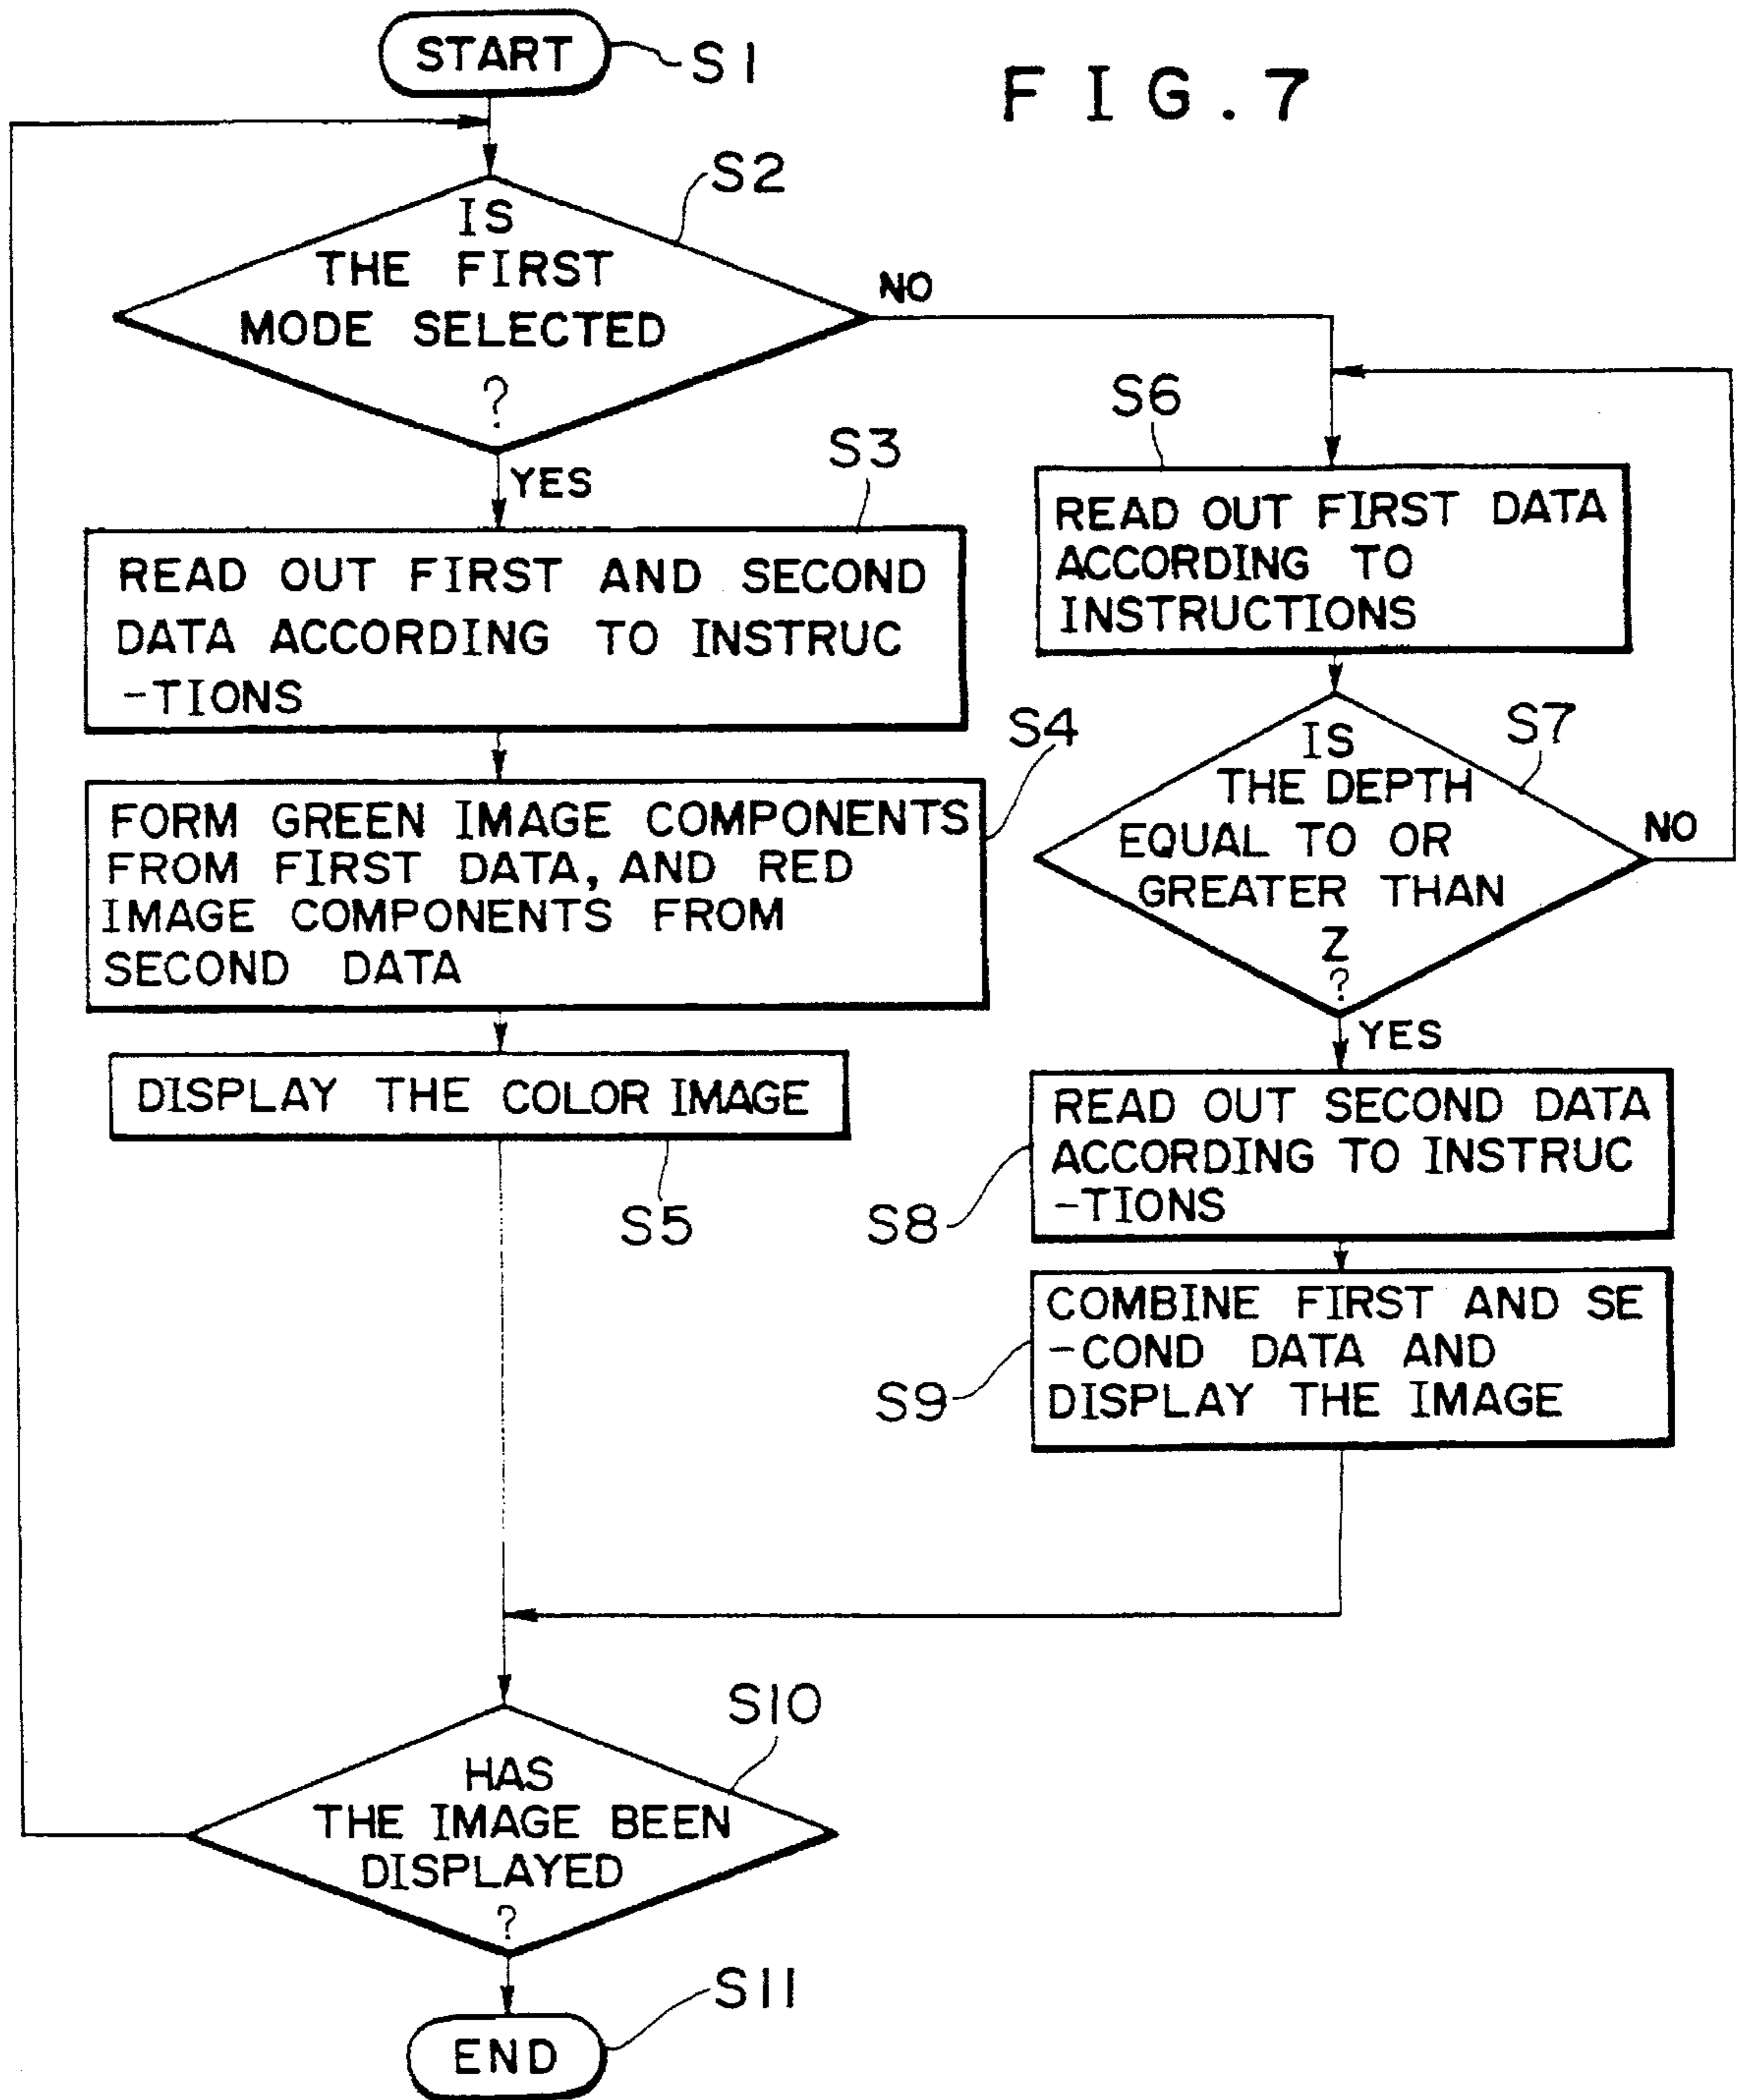 START
S1
FIG.7
S2
IS
THE FIRST
MODE SELECTED
?
NO
YES
S3
READ OUT FIRST AND SECOND
DATA ACCORDING TO INSTRUC
-TIONS
S4
FORM GREEN IMAGE COMPONENTS
FROM FIRST DATA, AND RED
IMAGE COMPONENTS FROM
SECOND DATA
DISPLAY THE COLOR IMAGE
S5
S6
READ OUT FIRST DATA
ACCORDING TO
INSTRUCTIONS
S7
IS
THE DEPTH
EQUAL TO OR
GREATER THAN
Z
?
NO
YES
READ OUT SECOND DATA
ACCORDING TO INSTRUC
-TIONS
S8
COMBINE FIRST AND SE
-COND DATA AND
DISPLAY THE IMAGE
S9
S10
HAS
THE IMAGE BEEN
DISPLAYED
?
S11
END